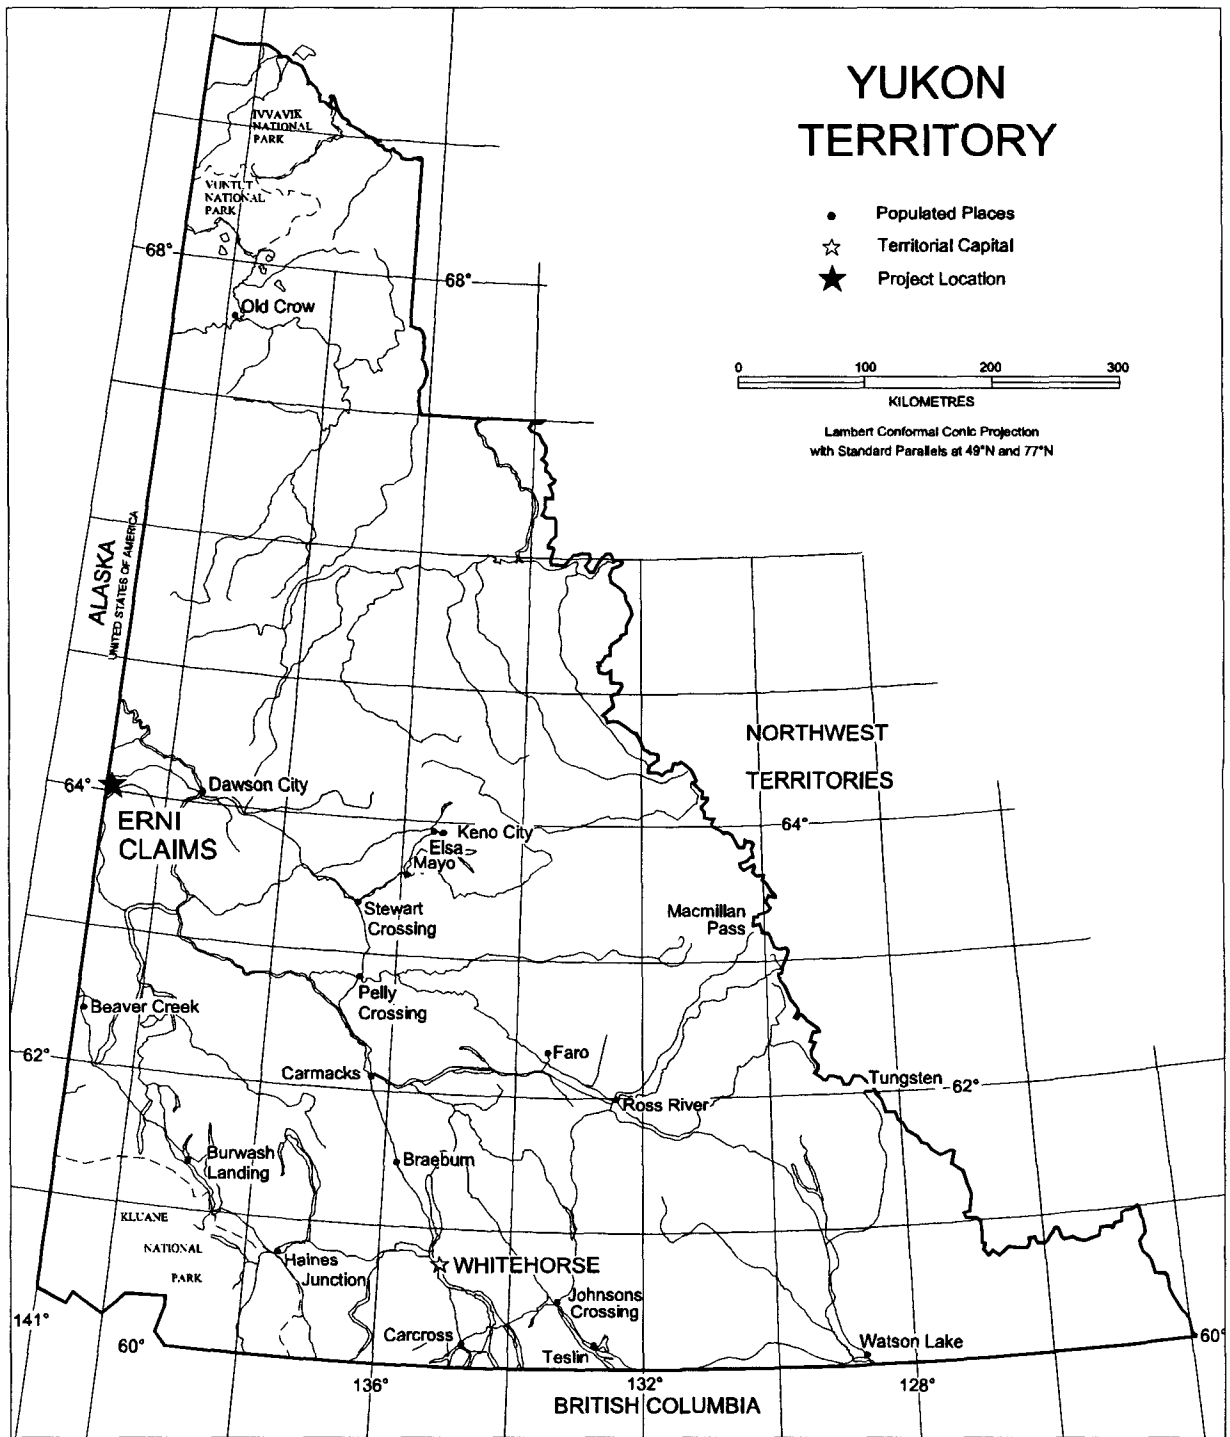 YUKON
TERRITORY
Populated Places
Territorial Capital
Project Location
0 100 200 300
KILOMETRES
Lambert Conformal Conic Projection
with Standard Parallels at 49°N and 77°N
IVVAVIK
NATIONAL
PARK
VUNTUT
NATIONAL
PARK
68°
68°
Old Crow
ALASKA
UNITED STATES OF AMERICA
NORTHWEST
TERRITORIES
64°
Dawson City
ERNI
CLAIMS
64°
Keno City
Elsa
Mayo
Stewart
Crossing
Macmillan
Pass
Pelly
Crossing
Beaver Creek
62°
Faro
Carmacks
Tungsten
62°
Ross River
Burwash
Landing
Braeburn
KLUANE
NATIONAL
PARK
Haines
Junction
WHITEHORSE
Johnsons
Crossing
141°
60°
Carcross
Teslin
Watson Lake
60°
136°
132°
128°
BRITISH COLUMBIA